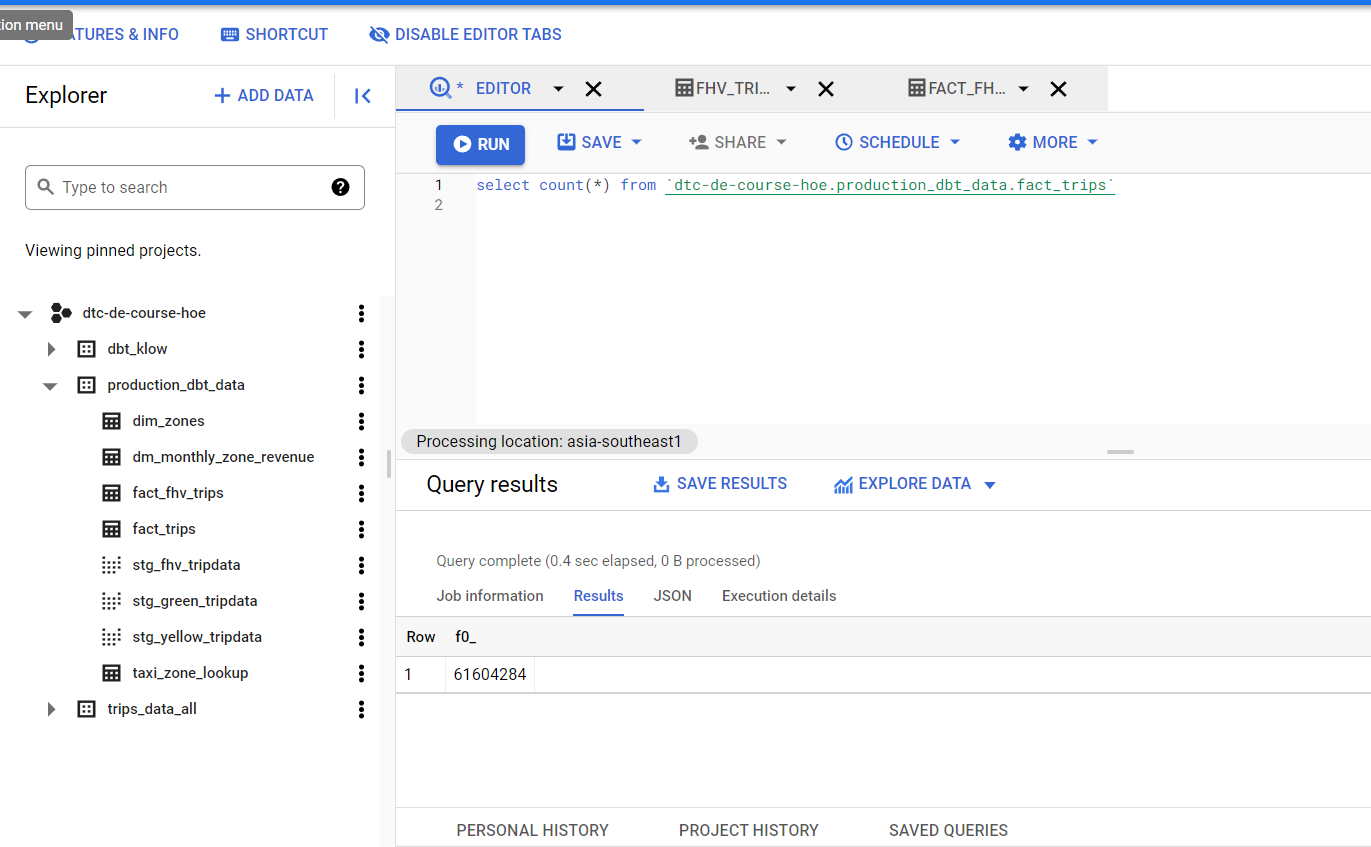 tion menu
ATURES & INFO
SHORTCUT
DISABLE EDITOR TABS
Explorer
ADD DATA
* EDITOR
FHV_TRI...
FACT_FH...
RUN
SAVE
SHARE
SCHEDULE
MORE
Type to search
Viewing pinned projects.
dtc-de-course-hoe
dbt_klow
production_dbt_data
dim_zones
dm_monthly_zone_revenue
fact_fhv_trips
fact_trips
stg_fhv_tripdata
stg_green_tripdata
stg_yellow_tripdata
taxi_zone_lookup
trips_data_all
1 select count(*) from `dtc-de-course-hoe.production_dbt_data.fact_trips`
2
Processing location: asia-southeast1
Query results
SAVE RESULTS
EXPLORE DATA
Query complete (0.4 sec elapsed, 0 B processed)
Job information
Results
JSON
Execution details
Row f0_
1 61604284
PERSONAL HISTORY
PROJECT HISTORY
SAVED QUERIES